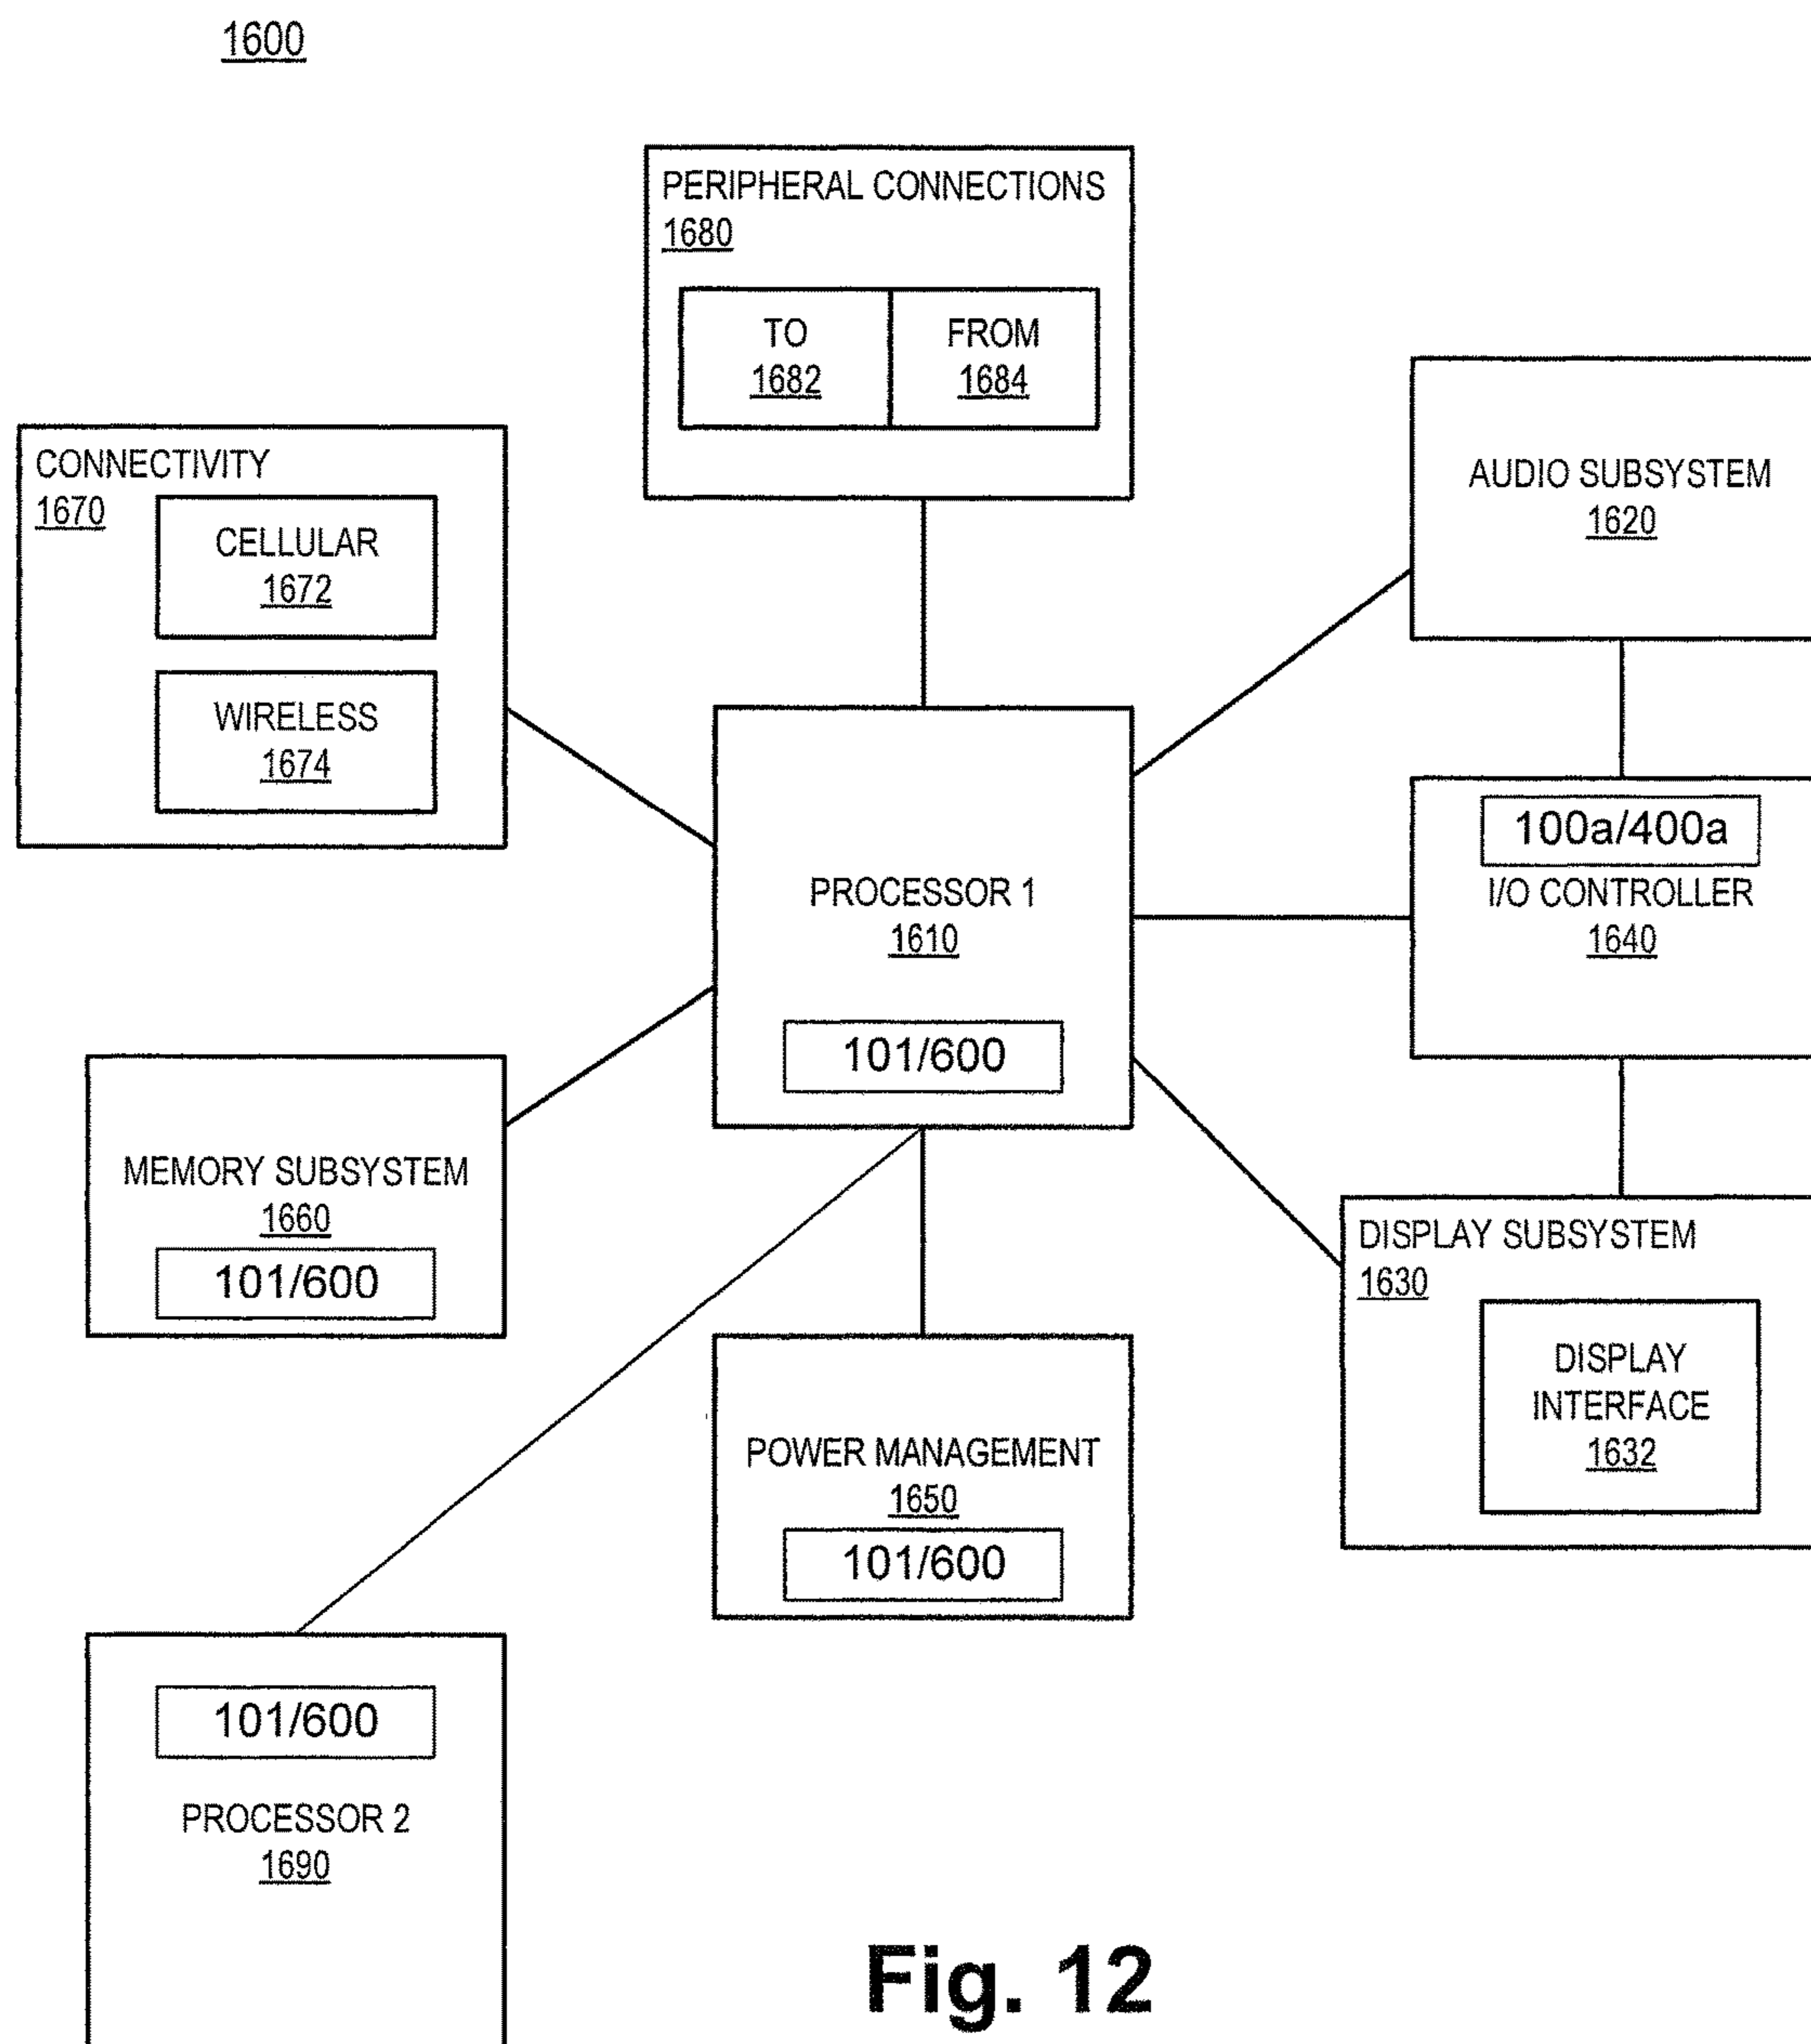 1600
PERIPHERAL CONNECTIONS
1680
TO
1682
FROM
1684
CONNECTIVITY
1670
CELLULAR
1672
WIRELESS
1674
AUDIO SUBSYSTEM
1620
PROCESSOR 1
1610
101/600
100a/400a
I/O CONTROLLER
1640
MEMORY SUBSYSTEM
1660
101/600
DISPLAY SUBSYSTEM
1630
DISPLAY
INTERFACE
1632
POWER MANAGEMENT
1650
101/600
101/600
PROCESSOR 2
1690
Fig. 12